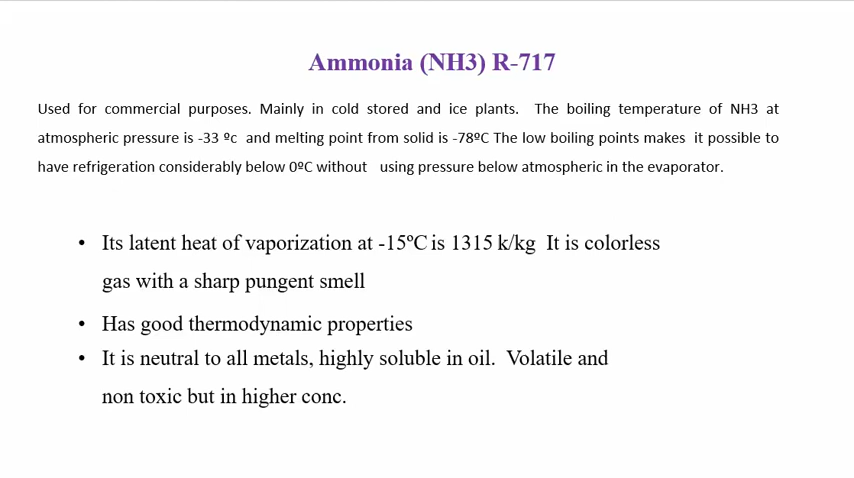 Ammonia (NH3) R-717
Used for commercial purposes. Mainly in cold stored and ice plants. The boiling temperature of NH3 at
atmospheric pressure is -33 ºc and melting point from solid is -78ºC The low boiling points makes it possible to
have refrigeration considerably below 0ºC without using pressure below atmospheric in the evaporator.
• Its latent heat of vaporization at -15ºC is 1315 k/kg It is colorless
gas with a sharp pungent smell
• Has good thermodynamic properties
• It is neutral to all metals, highly soluble in oil. Volatile and
non toxic but in higher conc.